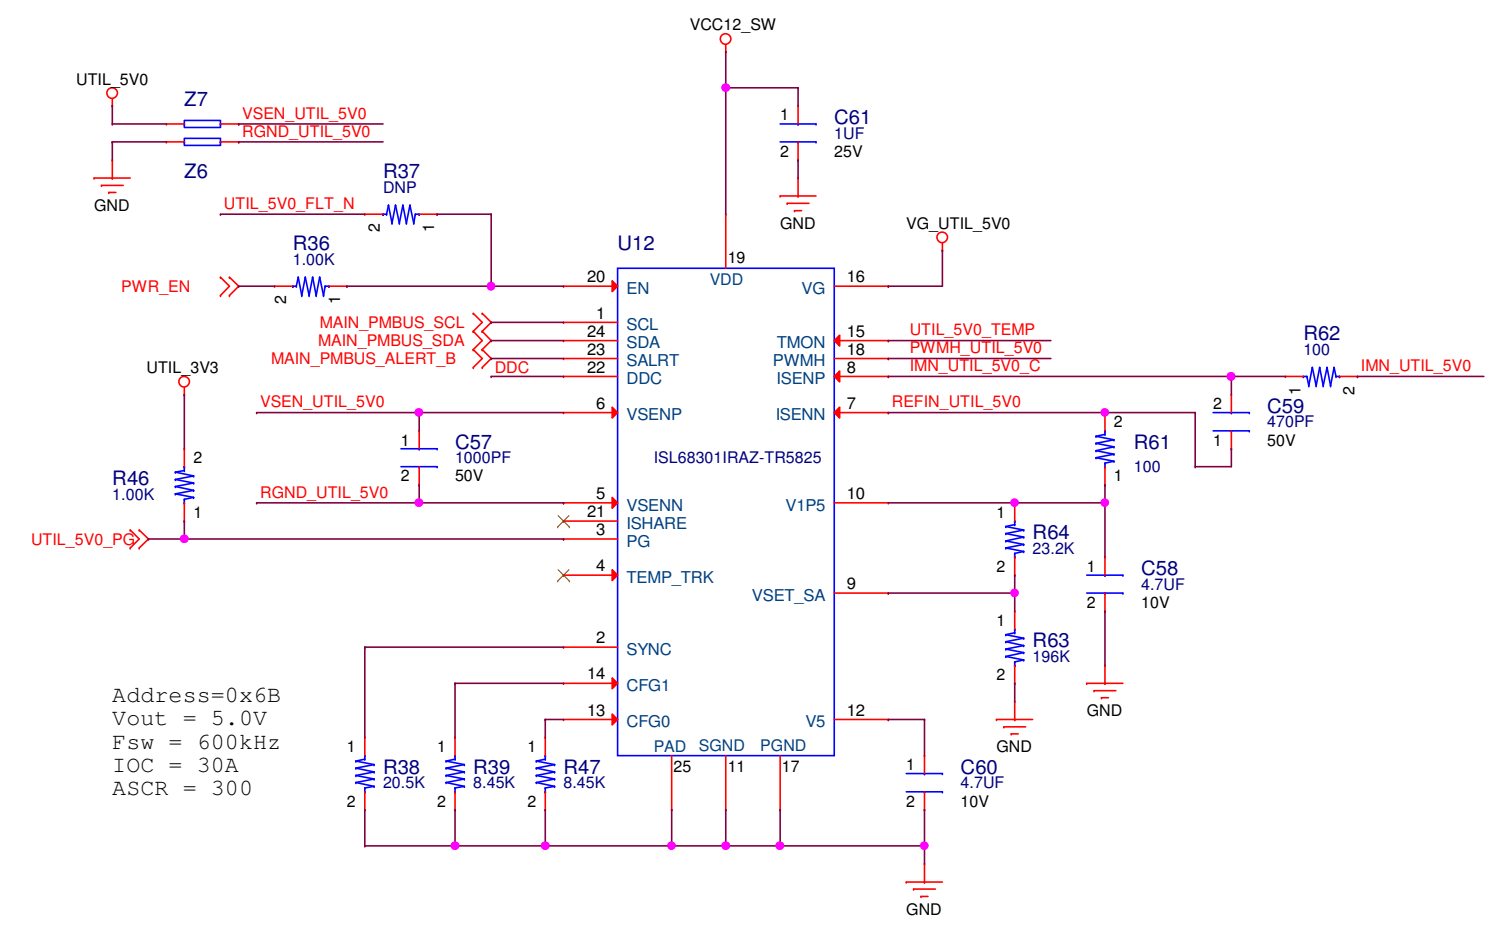 VCC12_SW
UTIL_5V0
Z7
VSEN_UTIL_5V0
RGND_UTIL_5V0
Z6
GND
1
C61
1UF
2
25V
GND
R37
DNP
UTIL_5V0_FLT_N
2
1
R36
1.00K
PWR_EN
2
1
VG_UTIL_5V0
U12
19
VDD
20
EN
16
VG
MAIN_PMBUS_SCL
1
SCL
MAIN_PMBUS_SDA
24
SDA
MAIN_PMBUS_ALERT_B
23
SALRT
DDC
22
DDC
15
TMON
UTIL_5V0_TEMP
18
PWMH
PWMH_UTIL_5V0
8
ISENP
IMN_UTIL_5V0_C
R62
100
1
2
IMN_UTIL_5V0
UTIL_3V3
VSEN_UTIL_5V0
6
VSENP
7
ISENN
REFIN_UTIL_5V0
2
C59
470PF
1
50V
1
C57
1000PF
2
50V
2
R61
100
1
ISL68301IRAZ-TR5825
2
R46
1.00K
1
RGND_UTIL_5V0
5
VSENN
21
ISHARE
3
PG
UTIL_5V0_PG
10
V1P5
1
R64
23.2K
2
4
TEMP_TRK
1
C58
4.7UF
2
10V
9
VSET_SA
1
R63
196K
2
GND
GND
2
SYNC
14
CFG1
13
CFG0
12
V5
Address=0x6B
Vout = 5.0V
Fsw = 600kHz
IOC = 30A
ASCR = 300
1
R38
20.5K
2
1
R39
8.45K
2
1
R47
8.45K
2
PAD
SGND
PGND
25
11
17
1
C60
4.7UF
2
10V
GND